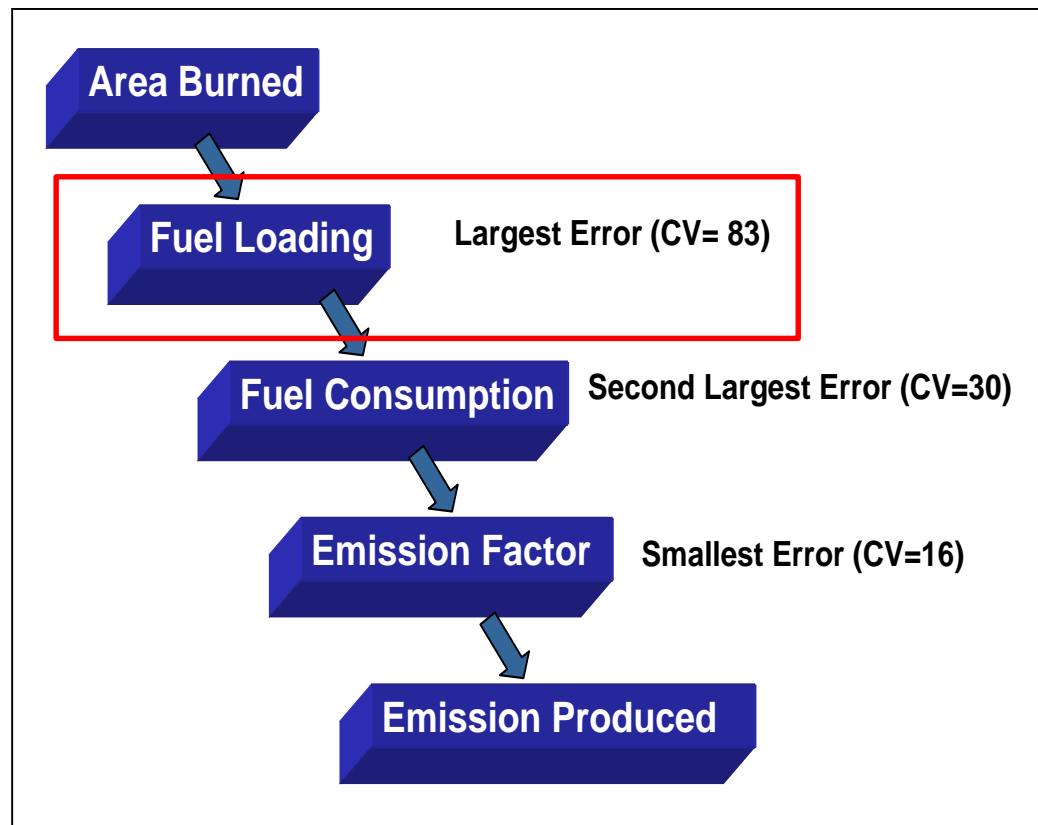 Area Burned
Fuel Loading
Largest Error (CV= 83)
Fuel Consumption
Second Largest Error (CV=30)
Emission Factor
Smallest Error (CV=16)
Emission Produced